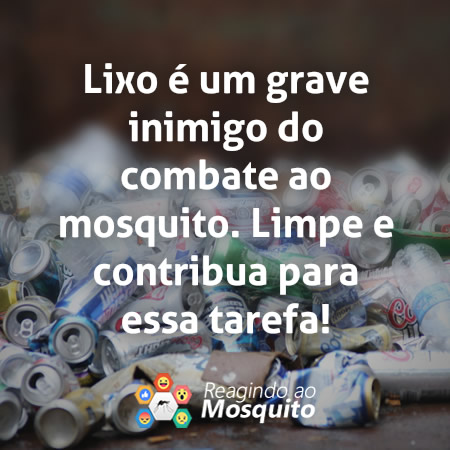 Lixo é um grave
inimigo do
combate ao
mosquito. Limpe e
contribua para
essa tarefa!
Reagindo ao
Mosquito